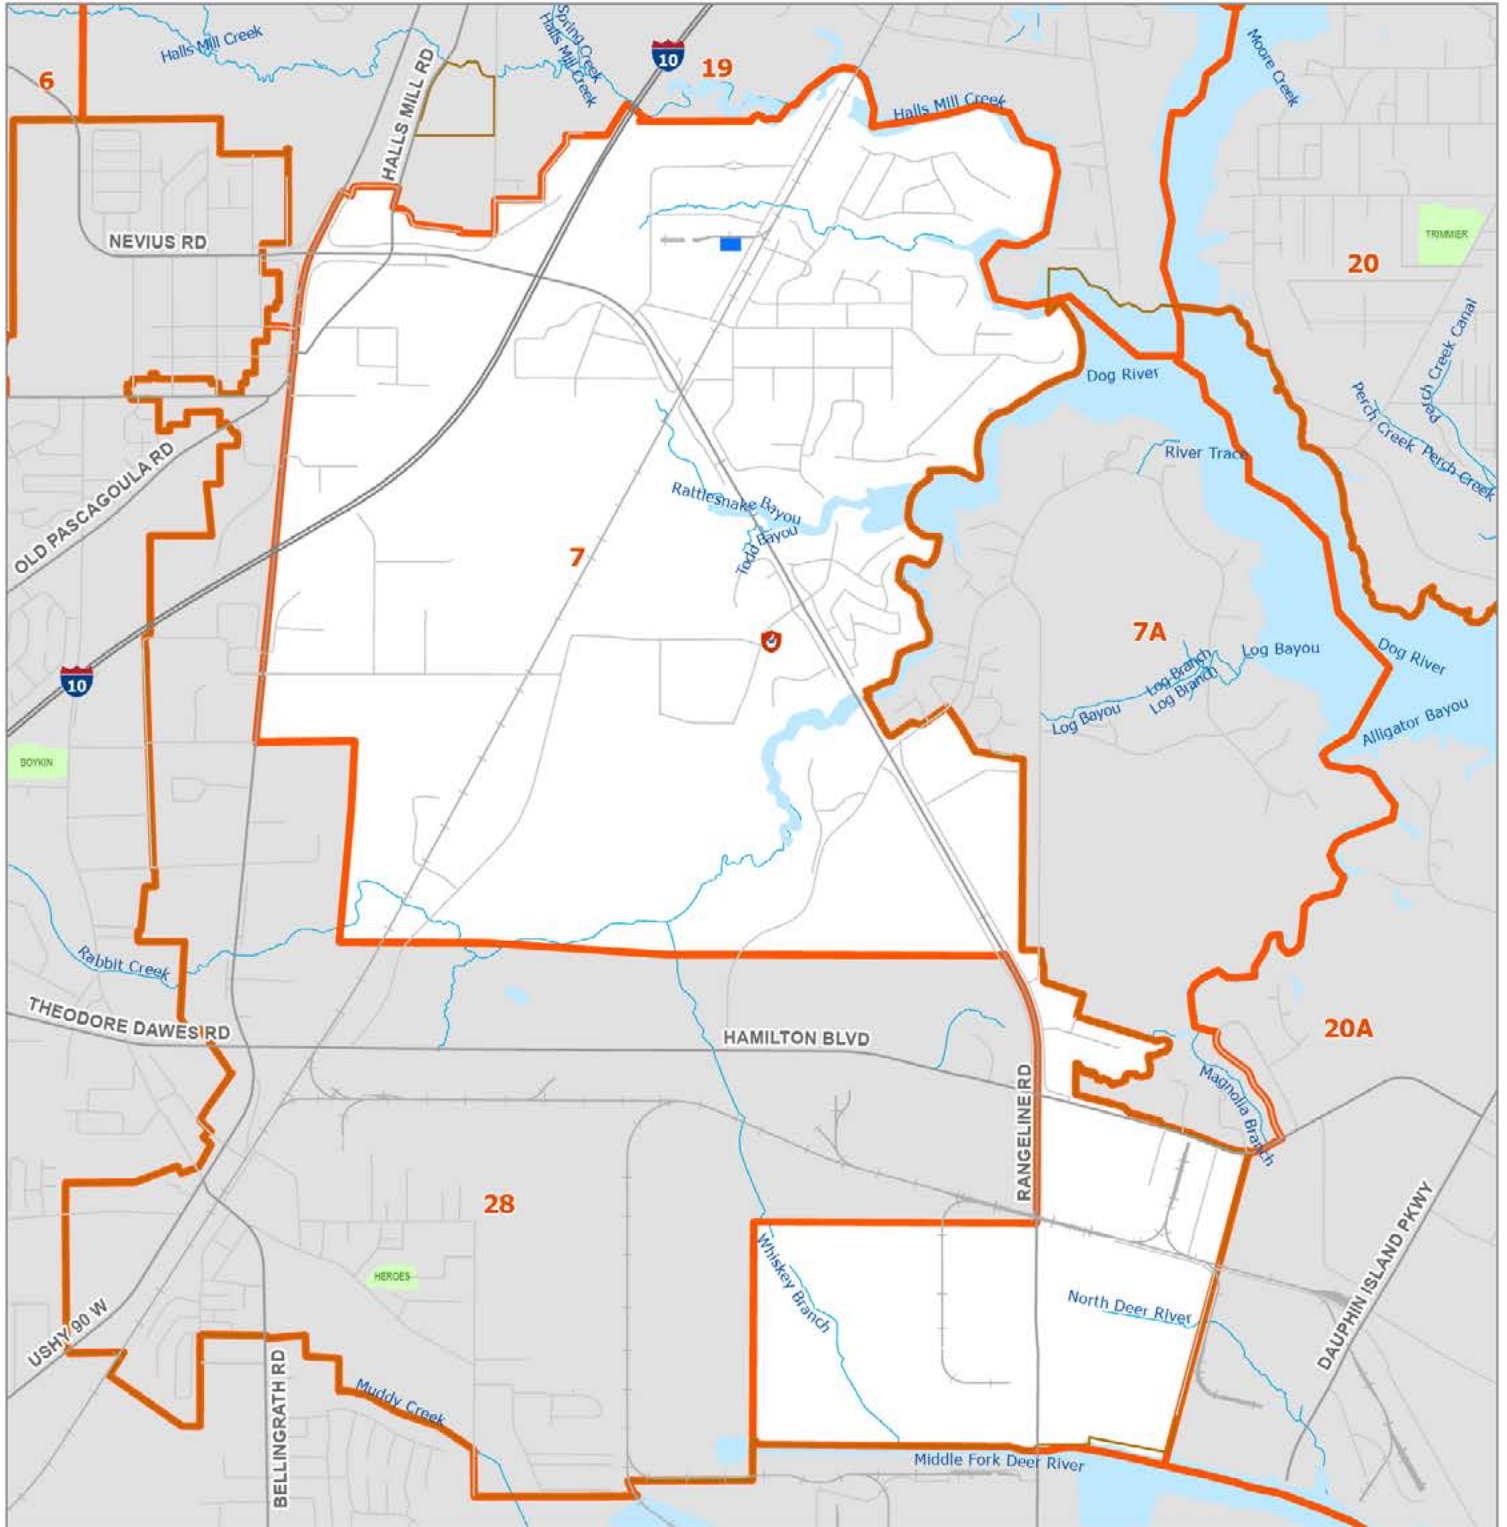 Halls Mill Creek
Spring Creek
Halls Mill Creek
10
19
6
HALLS MILL RD
Halls Mill Creek
Moore Creek
NEVIUS RD
TRIMMIER
20
Dog River
Perch Creek
Perch Creek
OLD PASCAGOULA RD
River Trace
Rattlesnake Bayou
Todd Bayou
7
7A
Log Branch
Log Branch
Log Bayou
Dog River
10
Log Bayou
Alligator Bayou
BOYKIN
Rabbit Creek
THEODORE DAWES RD
HAMILTON BLVD
20A
RANGELINE RD
Magnolia Branch
28
DAUPHIN ISLAND PKWY
HEROES
Whiskey Branch
North Deer River
USHY 90 W
BELLINGRATH RD
Muddy Creek
Middle Fork Deer River